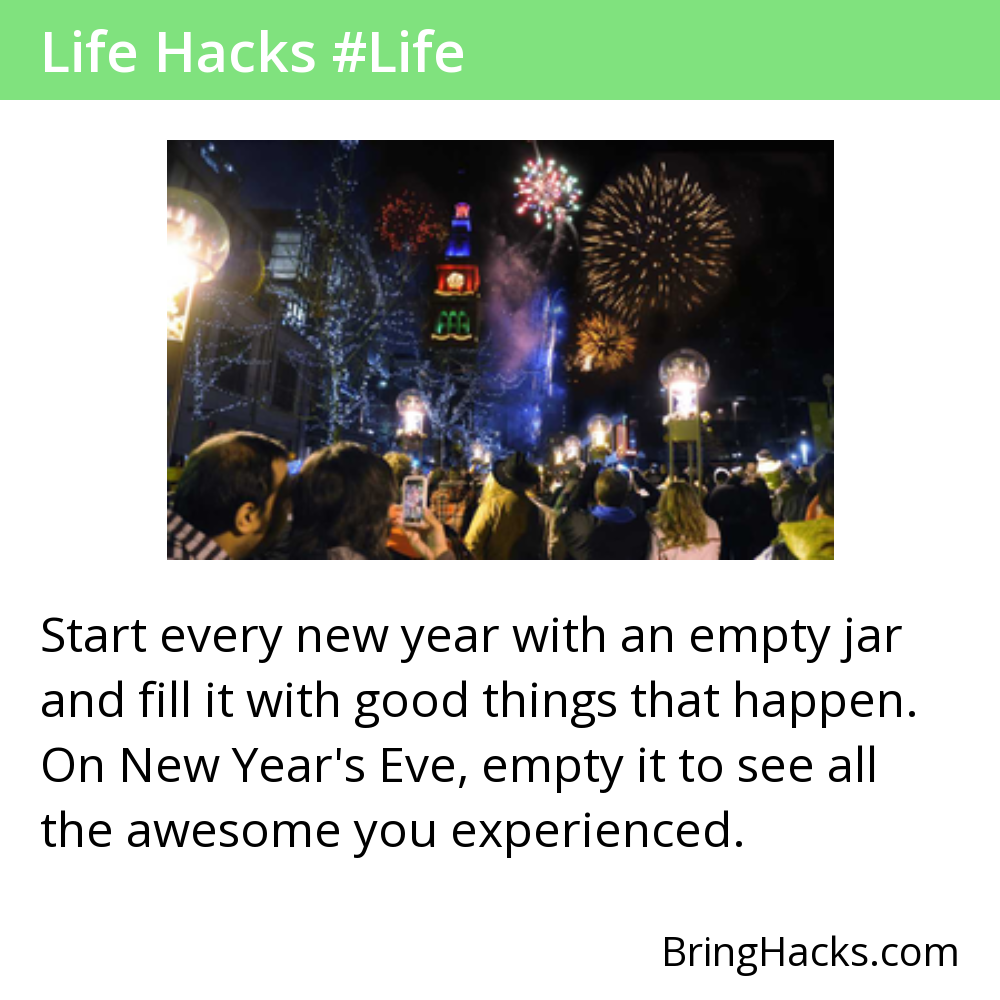 Life Hacks #Life
Start every new year with an empty jar
and fill it with good things that happen.
On New Year's Eve, empty it to see all
the awesome you experienced.
BringHacks.com